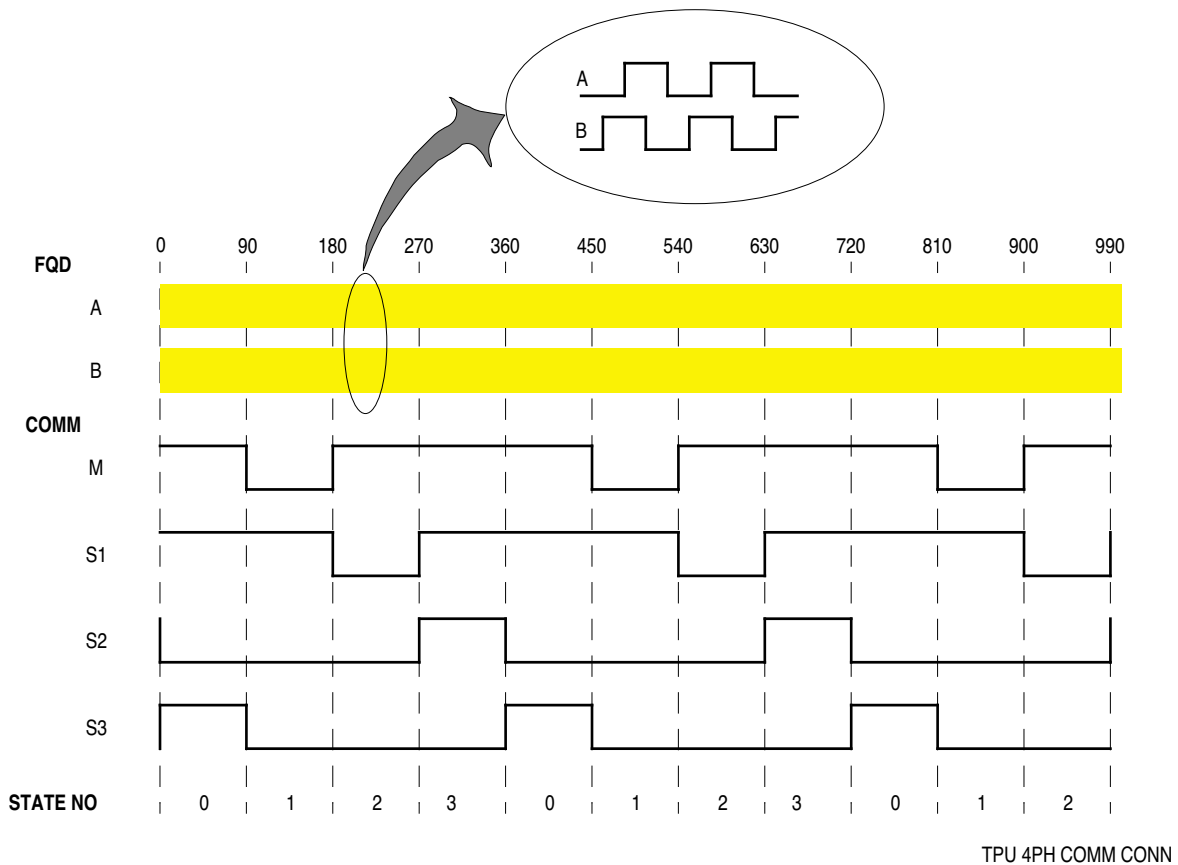 A
B
0 90 180 270 360 450 540 630 720 810 900 990
FQD
A
B
COMM
M
S1
S2
S3
STATE NO 0 1 2 3 0 1 2 3 0 1 2
TPU 4PH COMM CONN